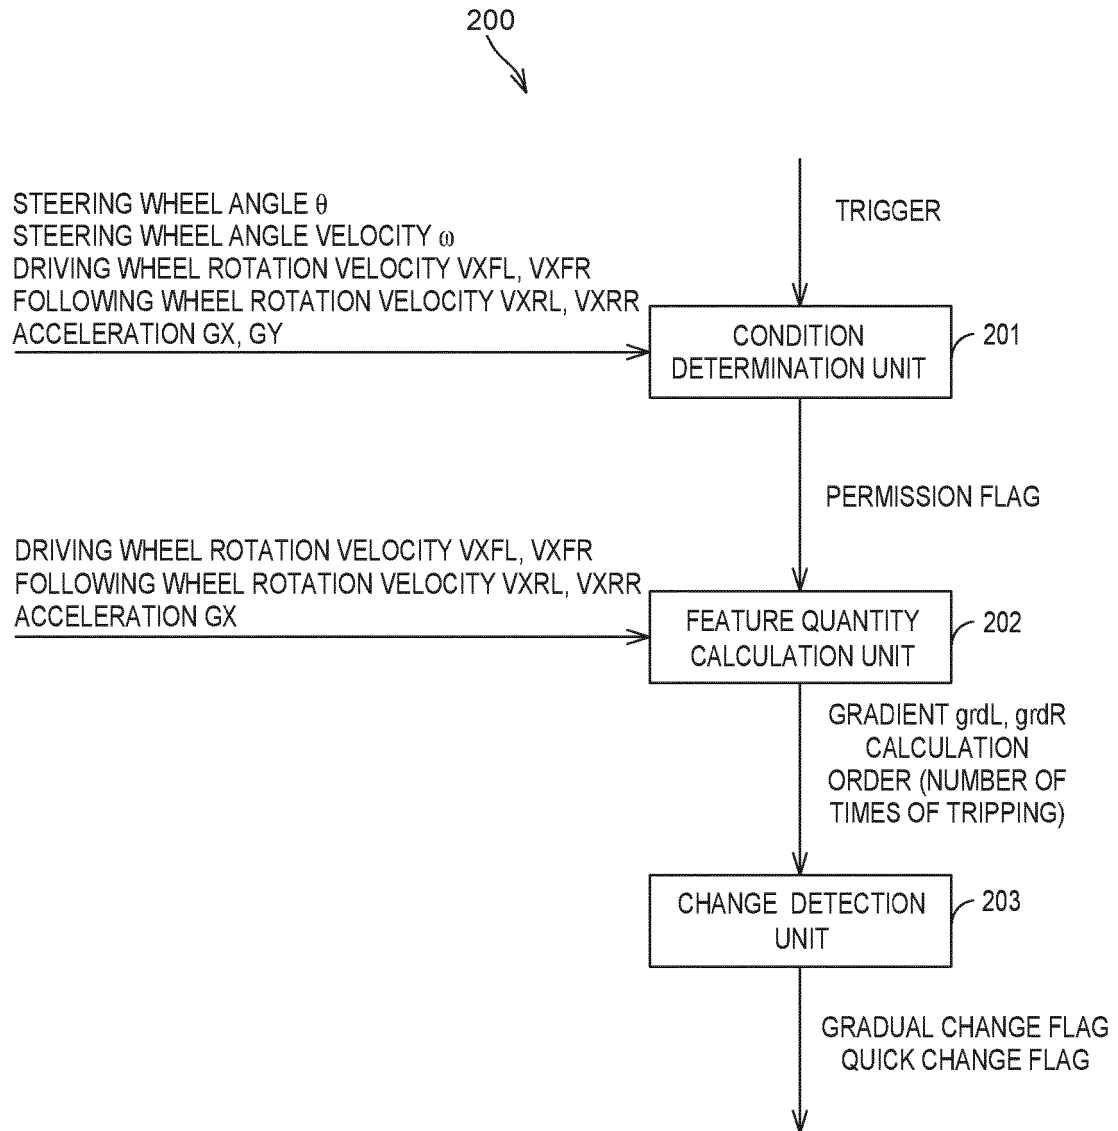 200
TRIGGER
STEERING WHEEL ANGLE θ
STEERING WHEEL ANGLE VELOCITY ω
DRIVING WHEEL ROTATION VELOCITY VXFL, VXFR
FOLLOWING WHEEL ROTATION VELOCITY VXRL, VXRR
ACCELERATION GX, GY
CONDITION
DETERMINATION UNIT
201
PERMISSION FLAG
DRIVING WHEEL ROTATION VELOCITY VXFL, VXFR
FOLLOWING WHEEL ROTATION VELOCITY VXRL, VXRR
ACCELERATION GX
FEATURE QUANTITY
CALCULATION UNIT
202
GRADIENT grdL, grdR
CALCULATION
ORDER (NUMBER OF
TIMES OF TRIPPING)
CHANGE DETECTION
UNIT
203
GRADUAL CHANGE FLAG
QUICK CHANGE FLAG